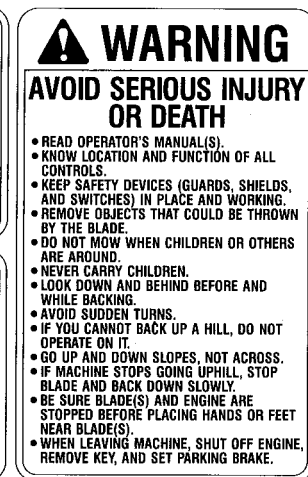 WARNING
AVOID SERIOUS INJURY
OR DEATH
• READ OPERATOR'S MANUAL(S).
• KNOW LOCATION AND FUNCTION OF ALL
CONTROLS.
• KEEP SAFETY DEVICES (GUARDS, SHIELDS,
AND SWITCHES) IN PLACE AND WORKING.
• REMOVE OBJECTS THAT COULD BE THROWN
BY THE BLADE.
• DO NOT MOW WHEN CHILDREN OR OTHERS
ARE AROUND.
• NEVER CARRY CHILDREN.
• LOOK DOWN AND BEHIND BEFORE AND
WHILE BACKING.
• AVOID SUDDEN TURNS.
• IF YOU CANNOT BACK UP A HILL, DO NOT
OPERATE ON IT.
• GO UP AND DOWN SLOPES, NOT ACROSS.
• IF MACHINE STOPS GOING UPHILL, STOP
BLADE AND BACK DOWN SLOWLY.
• BE SURE BLADE(S) AND ENGINE ARE
STOPPED BEFORE PLACING HANDS OR FEET
NEAR BLADE(S).
• WHEN LEAVING MACHINE, SHUT OFF ENGINE,
REMOVE KEY, AND SET PARKING BRAKE.